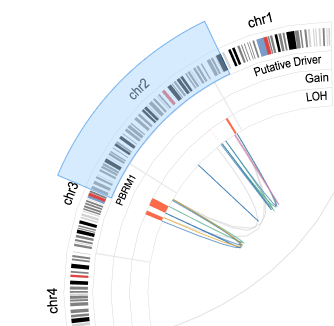 chr1
Putative Driver
Gain
LOH
chr2
PBRM1
chr3
chr4